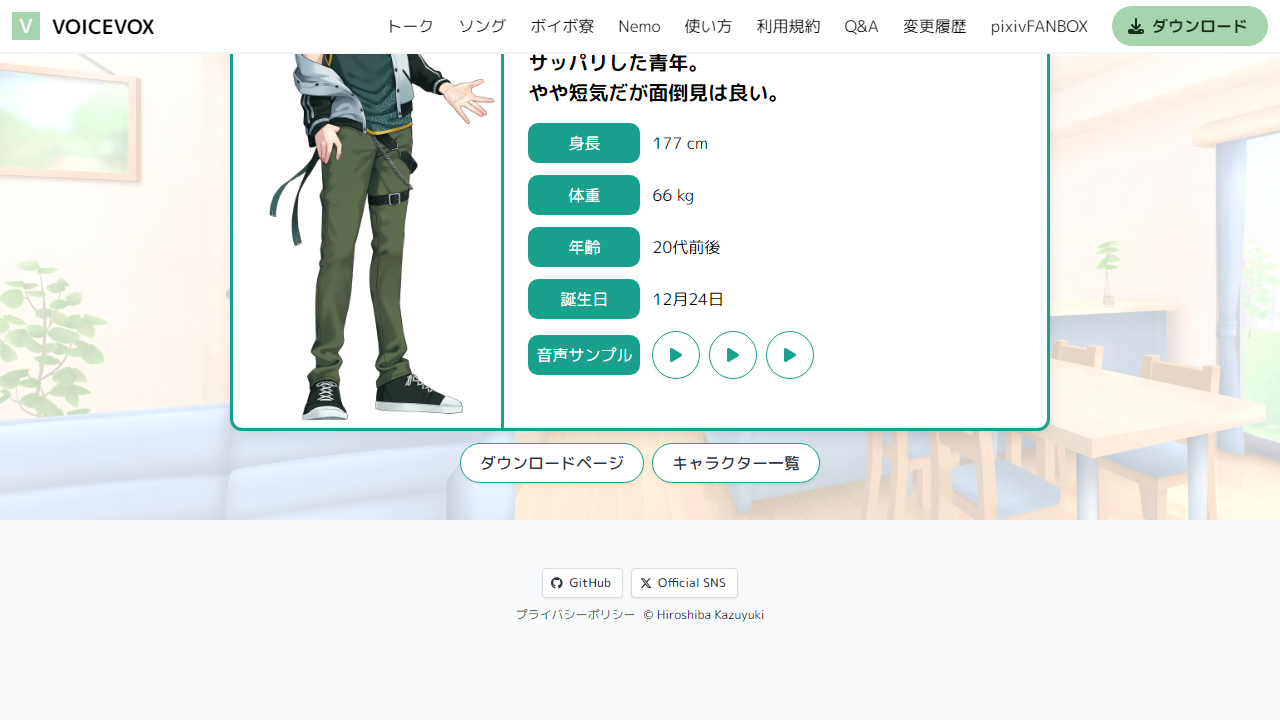 V VOICEVOX トーク ソング ボイボ寮 Nemo 使い方 利用規約 Q&A 変更履歴 pixivFANBOX ダウンロード
サッパリした青年。
やや短気だが面倒見は良い。
身長 177 cm
体重 66 kg
年齢 20代前後
誕生日 12月24日
音声サンプル
ダウンロードページ キャラクター一覧
GitHub Official SNS
プライバシーポリシー © Hiroshiba Kazuyuki